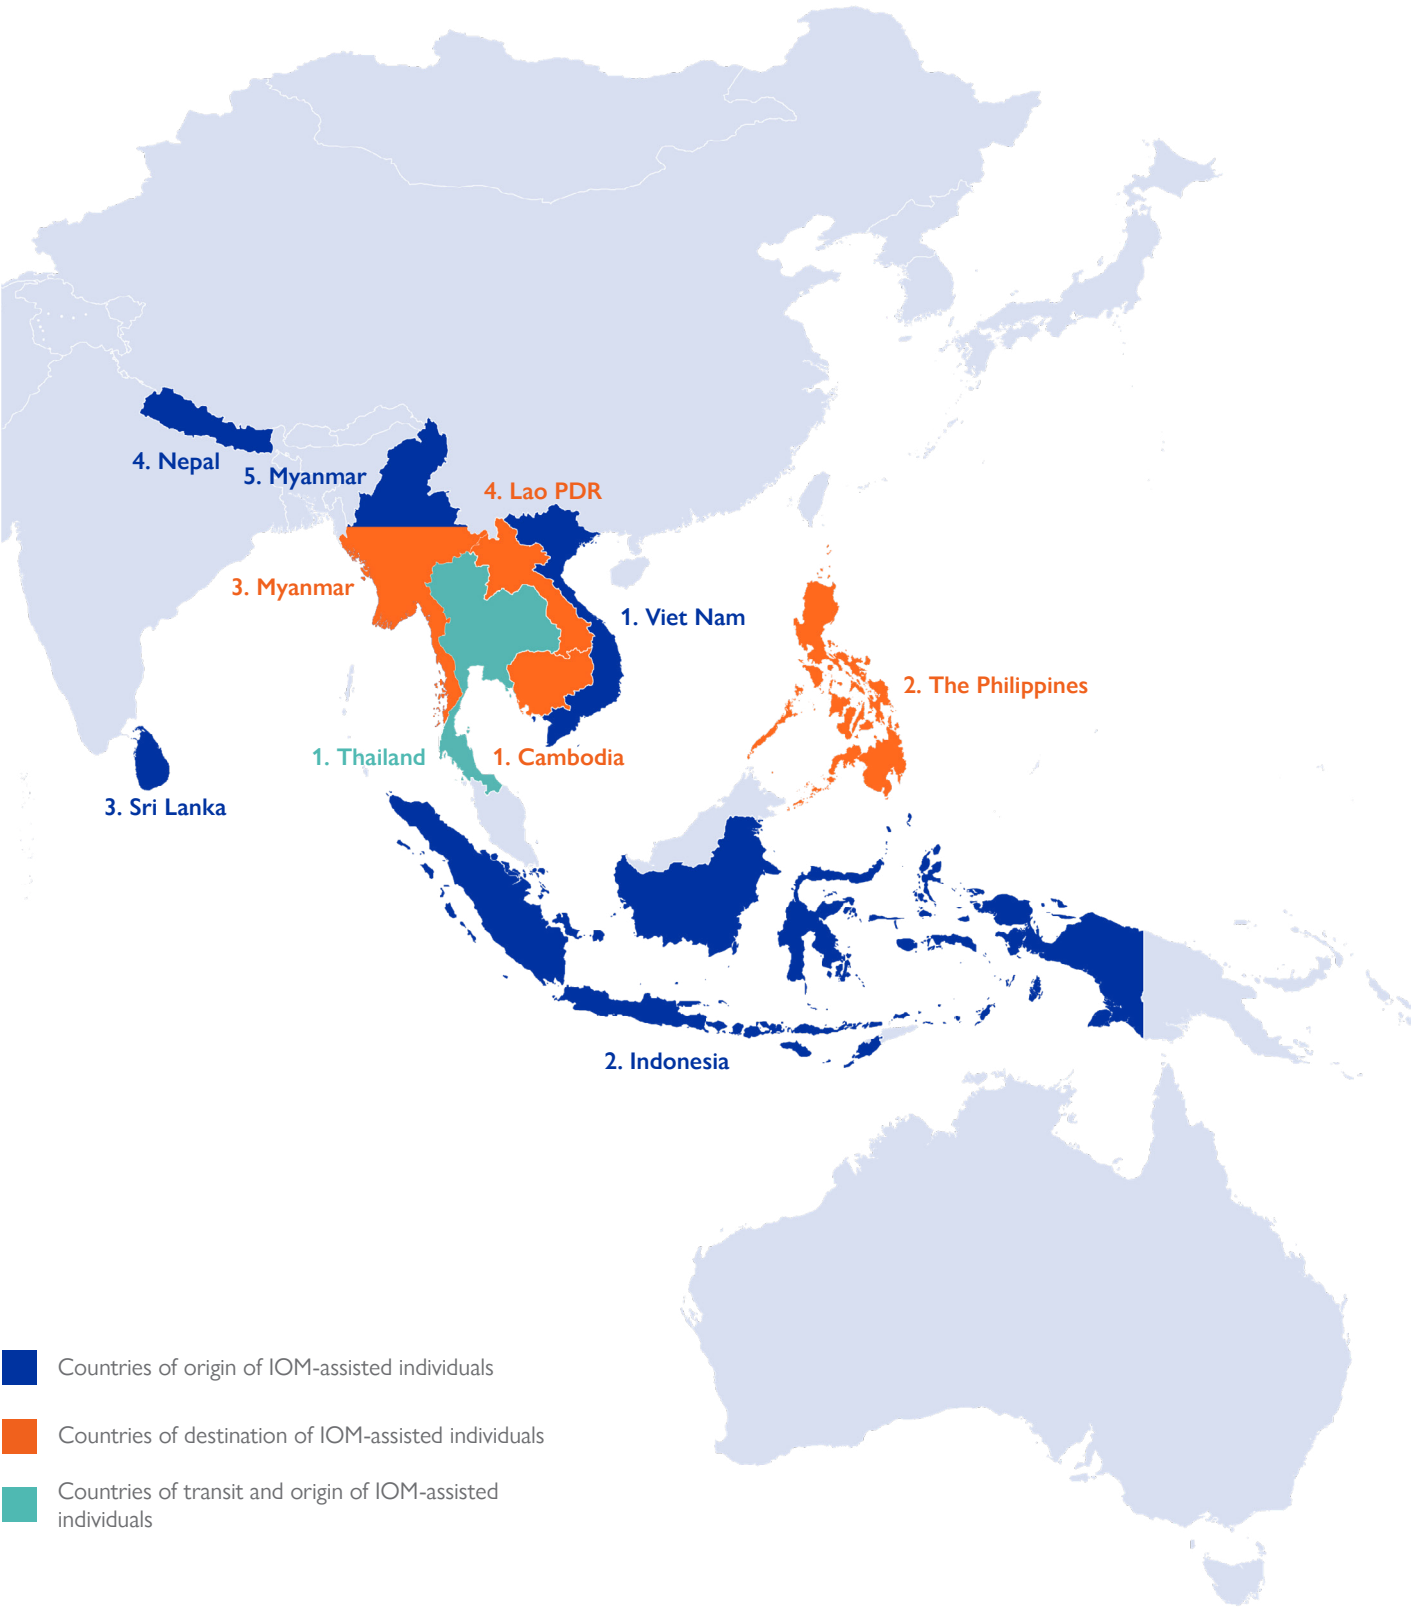 4. Nepal
5. Myanmar
4. Lao PDR
3. Myanmar
1. Viet Nam
2. The Philippines
1. Thailand
1. Cambodia
3. Sri Lanka
2. Indonesia
Countries of origin of IOM-assisted individuals
Countries of destination of IOM-assisted individuals
Countries of transit and origin of IOM-assisted
individuals